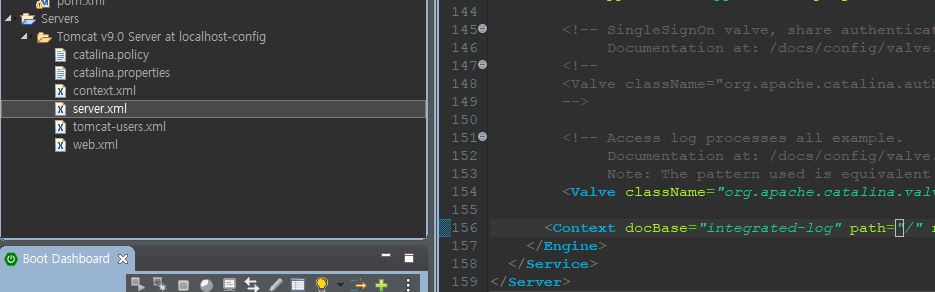 pom.xml
Servers
Tomcat v9.0 Server at localhost-config
catalina.policy
catalina.properties
context.xml
server.xml
tomcat-users.xml
web.xml
Boot Dashboard
144
145 <!-- SingleSignOn valve, share authenticat
146 Documentation at: /docs/config/valve.
147 <!--
148 <Valve className="org.apache.catalina.aut
149 -->
150
151 <!-- Access log processes all example.
152 Documentation at: /docs/config/valve.
153 Note: The pattern used is equivalent
154 <Valve className="org.apache.catalina.valv
155
156 <Context docBase="integrated-log" path="/" r
157 </Engine>
158 </Service>
159 </Server>